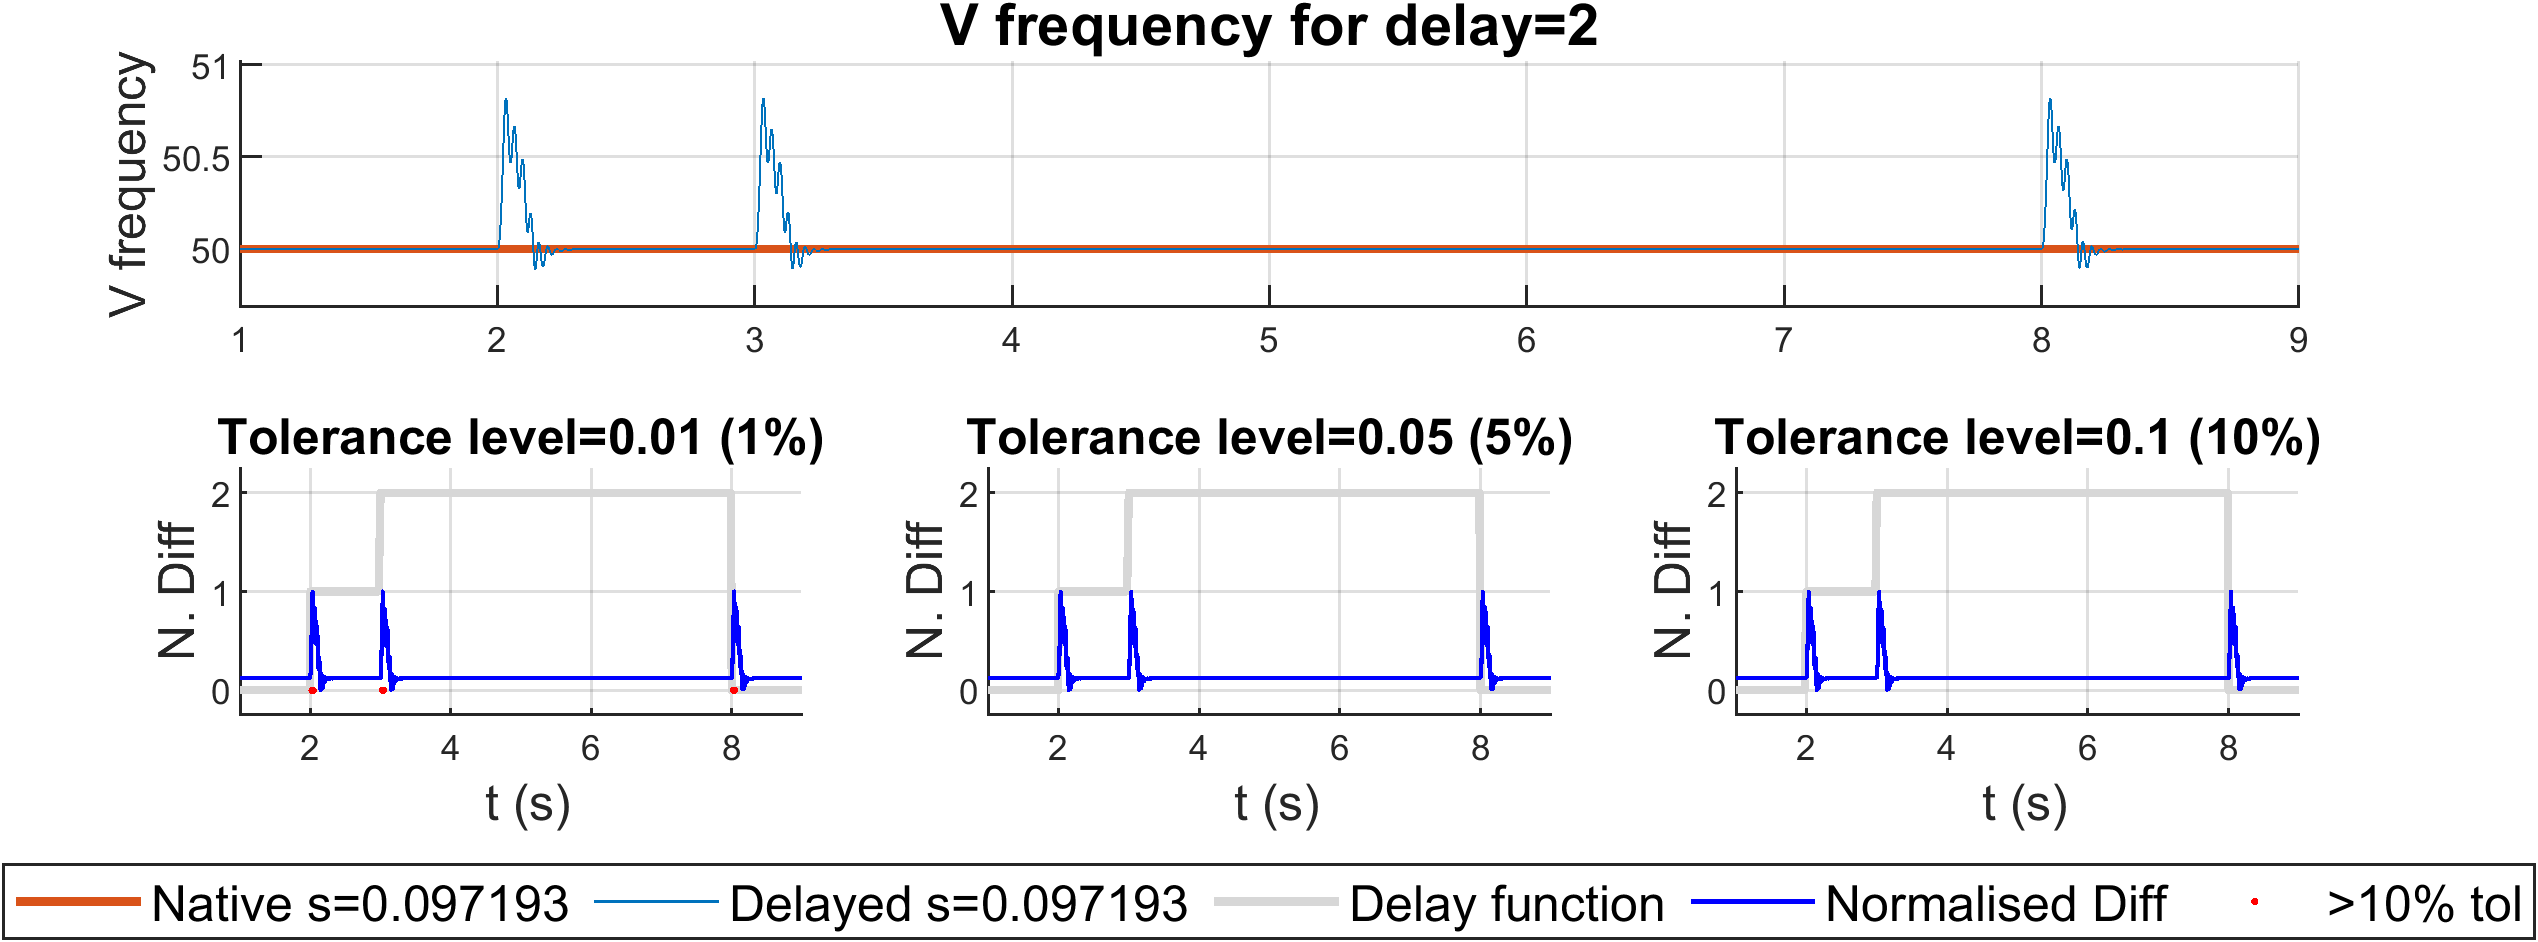 V frequency for delay=2
V frequency
51
50.5
50
1 2 3 4 5 6 7 8 9
Tolerance level=0.01 (1%)
N. Diff
2
1
0
2 4 6 8
t (s)
Tolerance level=0.05 (5%)
N. Diff
2
1
0
2 4 6 8
t (s)
Tolerance level=0.1 (10%)
N. Diff
2
1
0
2 4 6 8
t (s)
Native s=0.097193 Delayed s=0.097193 Delay function Normalised Diff >10% tol